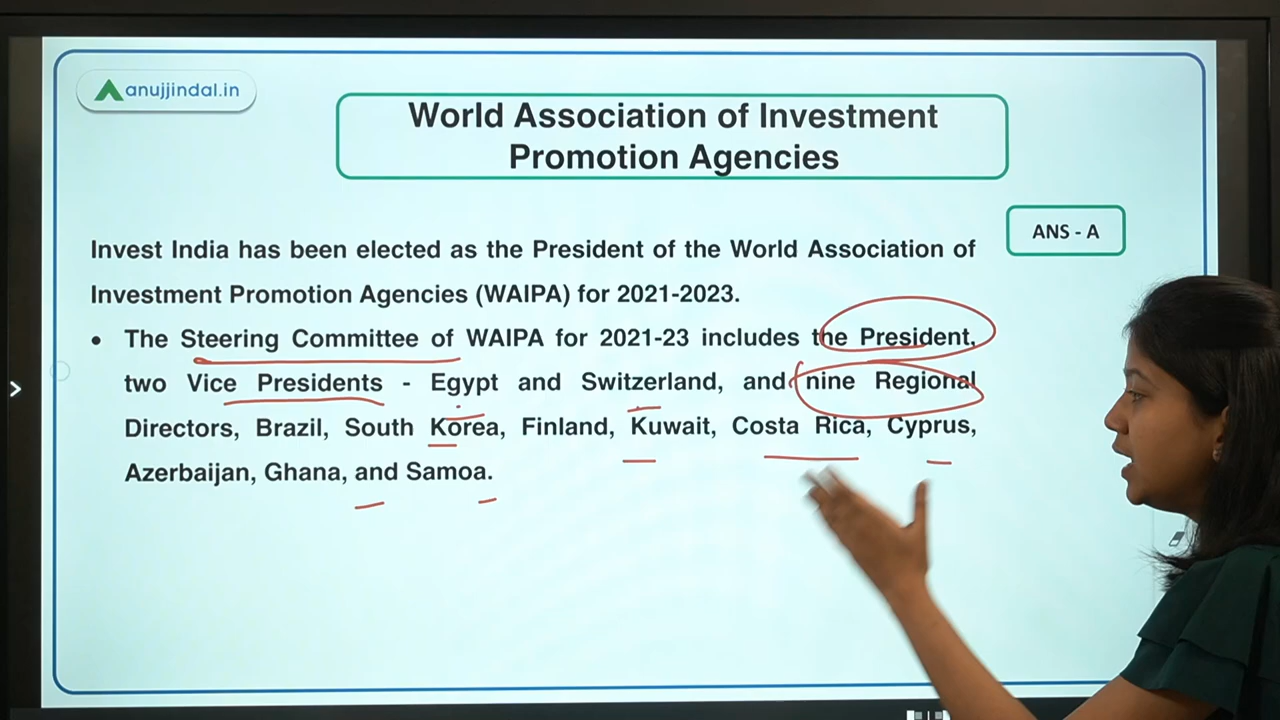 anujjindal.in
World Association of Investment
Promotion Agencies
ANS - A
Invest India has been elected as the President of the World Association of
Investment Promotion Agencies (WAIPA) for 2021-2023.
• The Steering Committee of WAIPA for 2021-23 includes the President,
two Vice Presidents - Egypt and Switzerland, and nine Regional
Directors, Brazil, South Korea, Finland, Kuwait, Costa Rica, Cyprus,
Azerbaijan, Ghana, and Samoa.